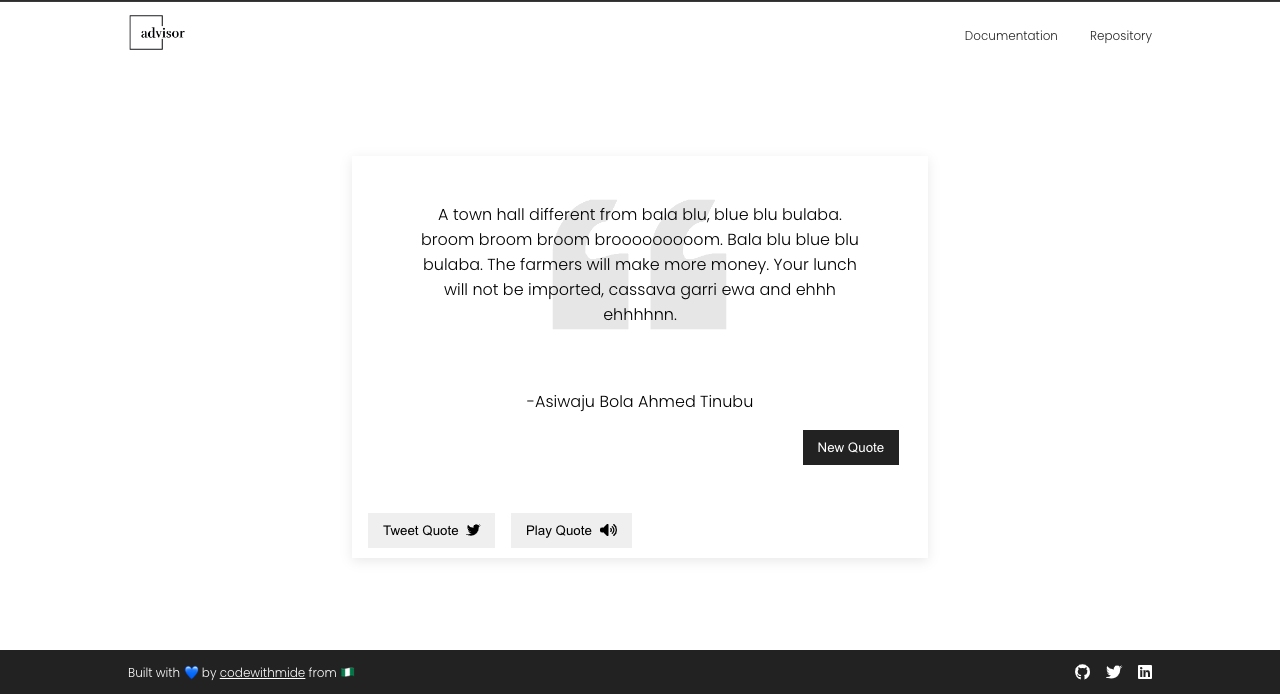 advisor
Documentation
Repository
A town hall different from bala blu, blue blu bulaba.
broom broom broom brooooooooom. Bala blu blue blu
bulaba. The farmers will make more money. Your lunch
will not be imported, cassava garri ewa and ehhh
ehhhhnn.
-Asiwaju Bola Ahmed Tinubu
New Quote
Tweet Quote
Play Quote
Built with 💙 by codewithmide from 🇳🇬